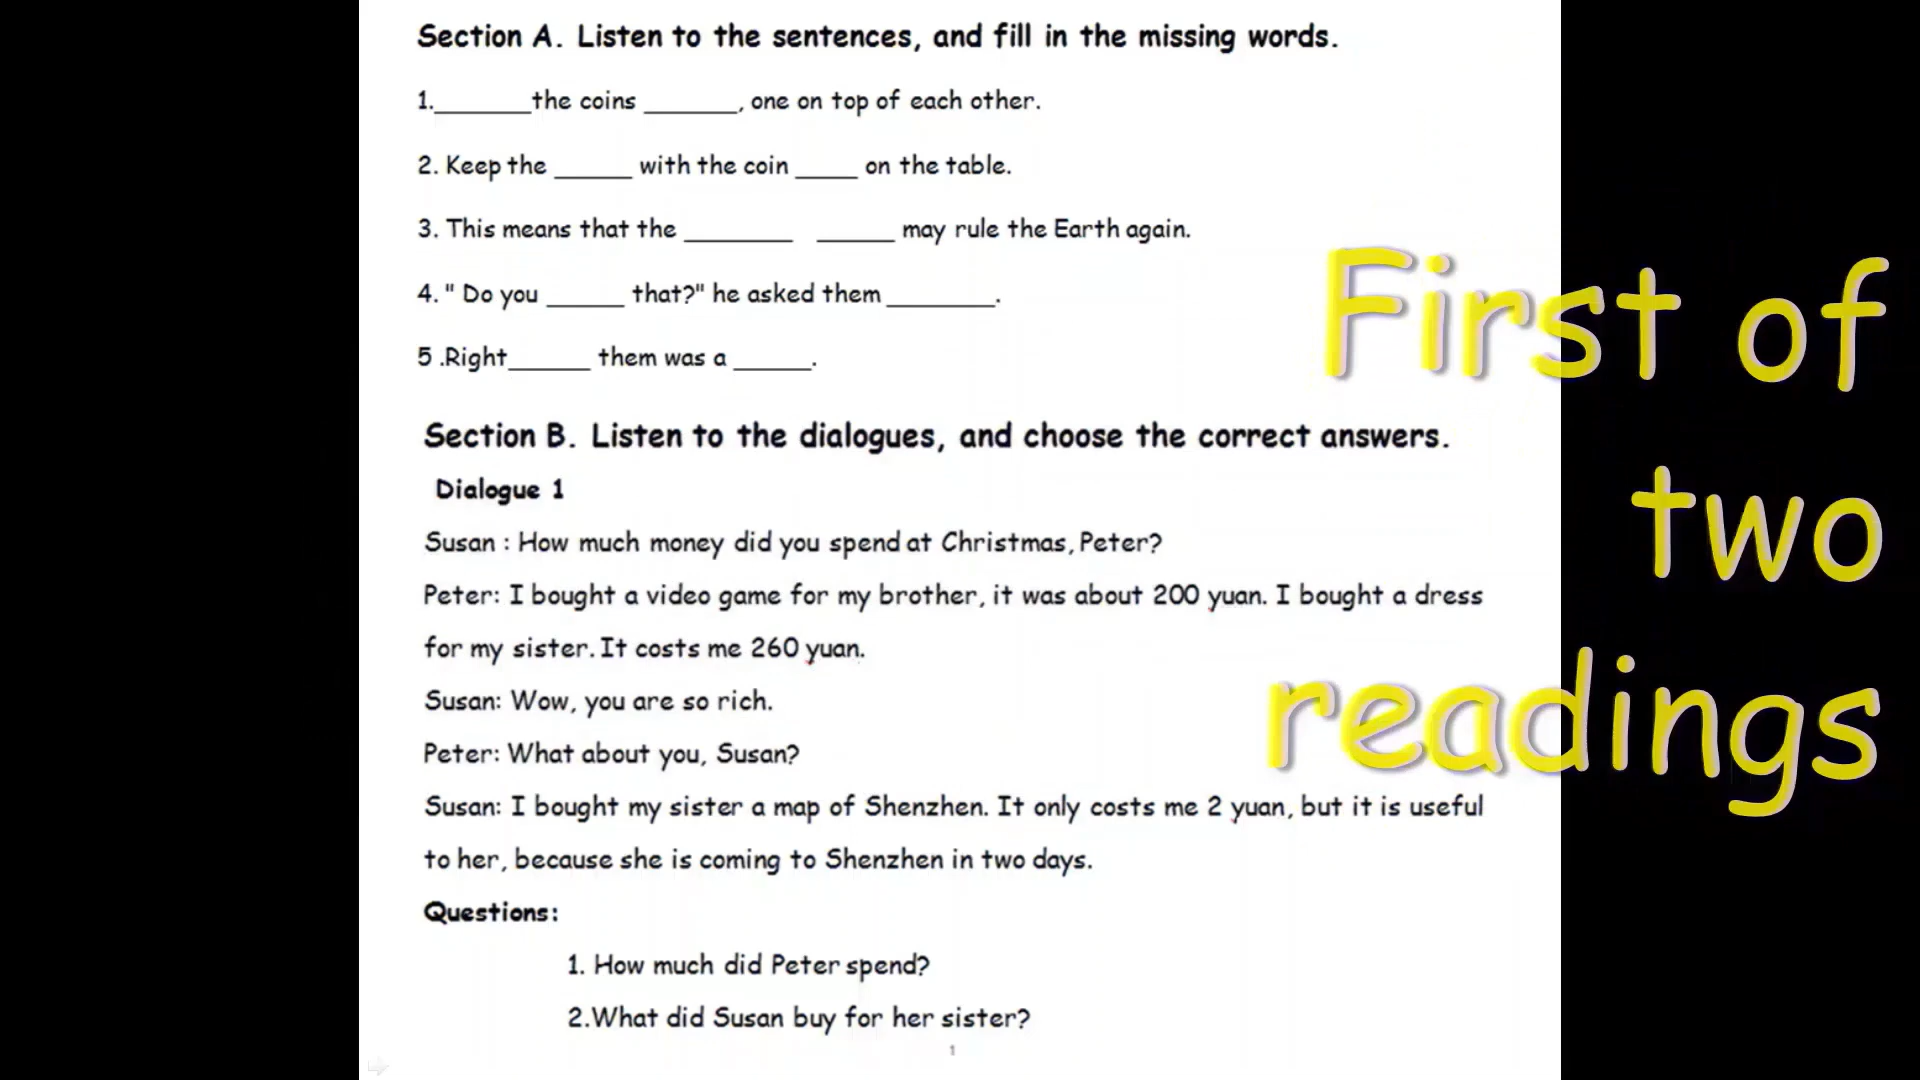 Section A. Listen to the sentences, and fill in the missing words.
1._______the coins _______, one on top of each other.
2. Keep the ______ with the coin _____ on the table.
3. This means that the ________ ______ may rule the Earth again.
4. " Do you ______ that?" he asked them ________.
5 .Right______ them was a ______.
Section B. Listen to the dialogues, and choose the correct answers.
Dialogue 1
Susan : How much money did you spend at Christmas, Peter?
Peter: I bought a video game for my brother, it was about 200 yuan. I bought a dress
for my sister. It costs me 260 yuan.
Susan: Wow, you are so rich.
Peter: What about you, Susan?
Susan: I bought my sister a map of Shenzhen. It only costs me 2 yuan, but it is useful
to her, because she is coming to Shenzhen in two days.
Questions:
1. How much did Peter spend?
2.What did Susan buy for her sister?
1
First of
two
readings